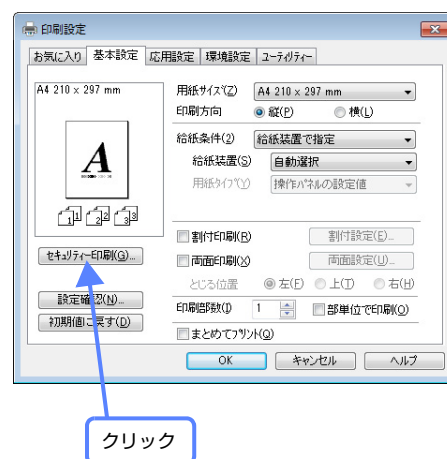 印刷設定
お気に入り 基本設定 応用設定 環境設定 ユーティリティー
A4 210 x 297 mm
用紙サイズ(Z) A4 210 x 297 mm
印刷方向 縦(P) 横(L)
給紙条件(2) 給紙装置で指定
給紙装置(S) 自動選択
用紙タイプ(Y) 操作パネルの設定値
A
1 1 2 2 3 3
セキュリティー印刷(G)...
割付印刷(R) 割付設定(E)...
両面印刷(X) 両面設定(U)...
とじる位置 左(F) 上(T) 右(H)
設定確認(N)...
印刷部数(I) 1 部単位で印刷(O)
初期値に戻す(D)
まとめてプリント(Q)
OK キャンセル ヘルプ
クリック